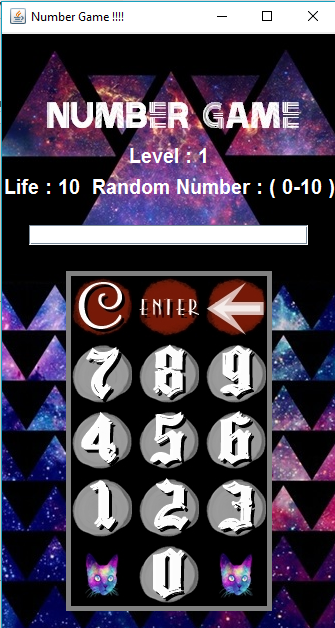 Number Game !!!!
NUMBER GAME
Level : 1
Life : 10  Random Number : ( 0-10 )
C ENTER
7 8 9
4 5 6
1 2 3
0